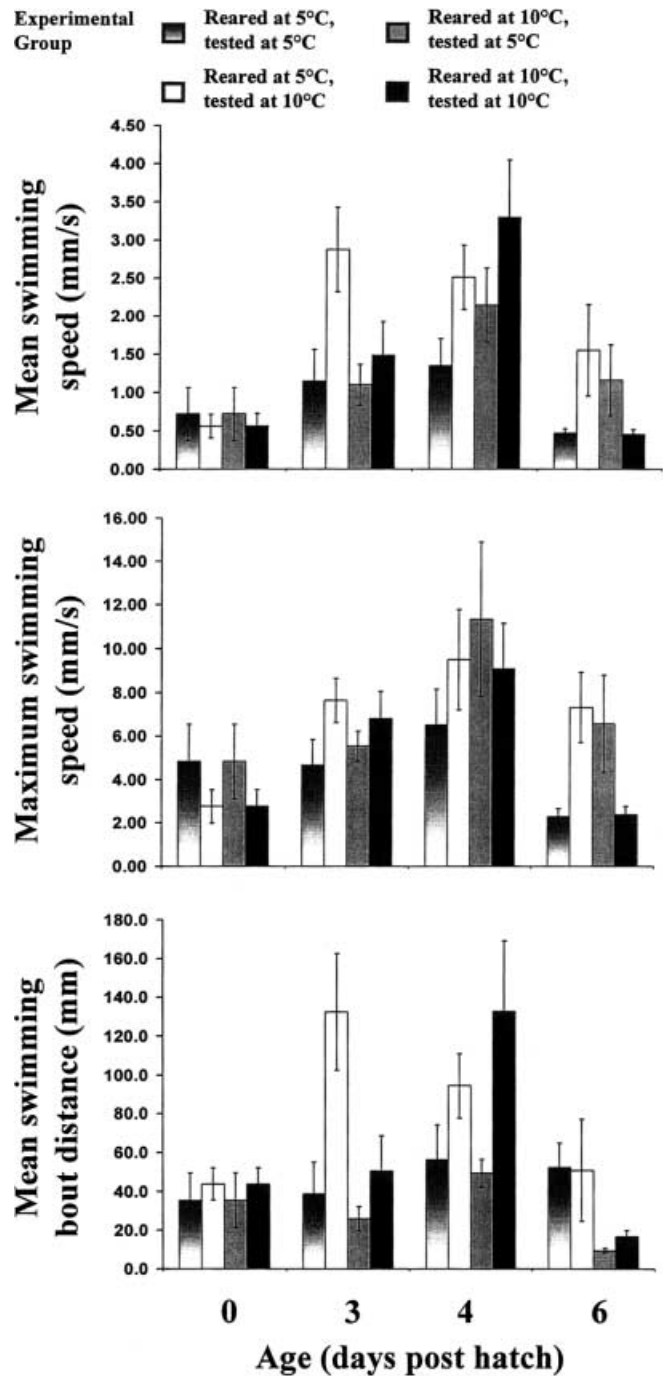 Experimental
Group
Reared at 5°C,
tested at 5°C
Reared at 10°C,
tested at 5°C
Reared at 5°C,
tested at 10°C
Reared at 10°C,
tested at 10°C
Mean swimming
speed (mm/s)
4.50
4.00
3.50
3.00
2.50
2.00
1.50
1.00
0.50
0.00
Maximum swimming
speed (mm/s)
16.00
14.00
12.00
10.00
8.00
6.00
4.00
2.00
0.00
Mean swimming
bout distance (mm)
180.0
160.0
140.0
120.0
100.0
80.0
60.0
40.0
20.0
0.0
0 3 4 6
Age (days post hatch)